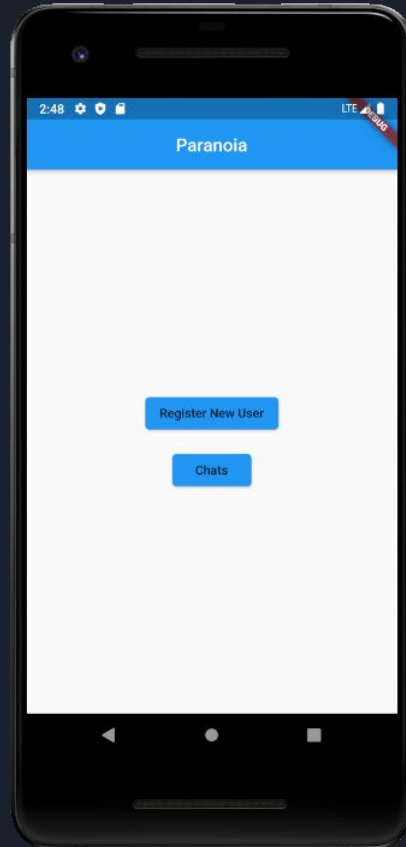 2:48 LTE
DEBUG
Paranoia
Register New User
Chats